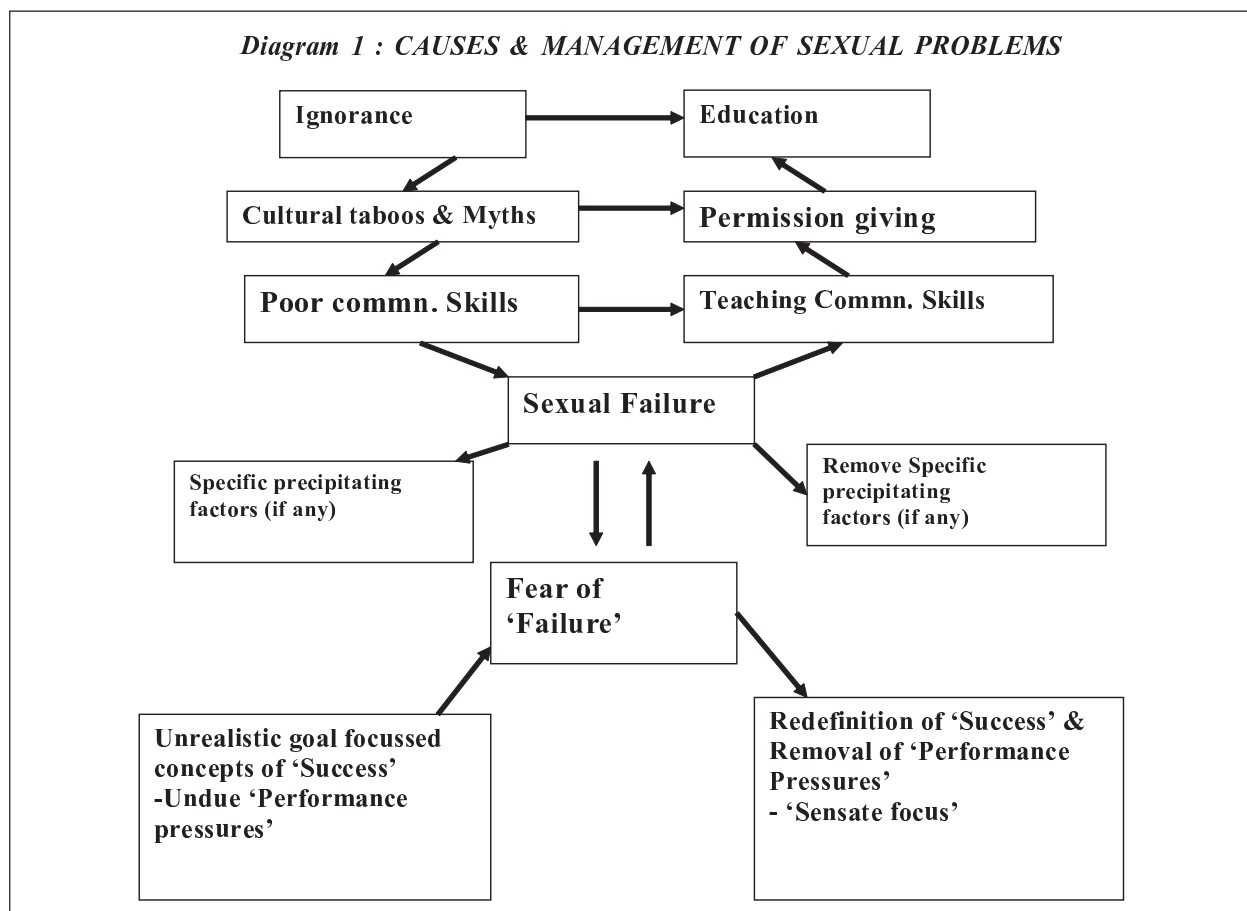 Diagram 1 : CAUSES & MANAGEMENT OF SEXUAL PROBLEMS
Ignorance
Education
Cultural taboos & Myths
Permission giving
Poor commn. Skills
Teaching Commn. Skills
Sexual Failure
Specific precipitating
factors (if any)
Remove Specific
precipitating
factors (if any)
Fear of
‘Failure’
Unrealistic goal focussed
concepts of ‘Success’
-Undue ‘Performance
pressures’
Redefinition of ‘Success’ &
Removal of ‘Performance
Pressures’
- ‘Sensate focus’